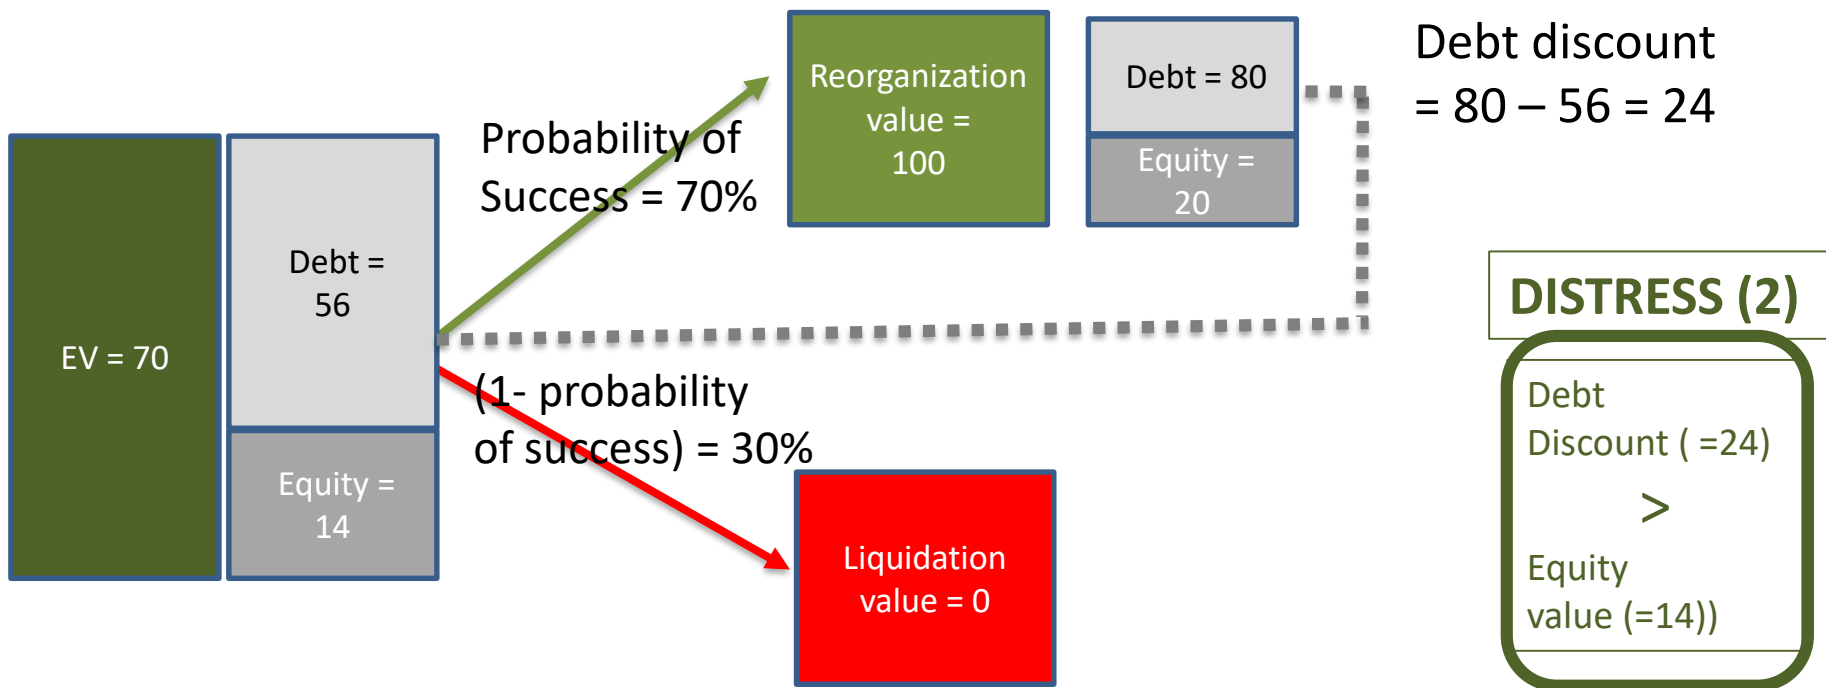 EV = 70
Debt =
56
Equity =
14
Probability of
Success = 70%
(1- probability
of success) = 30%
Reorganization
value =
100
Debt = 80
Equity =
20
Liquidation
value = 0
Debt discount
= 80 – 56 = 24
DISTRESS (2)
Debt
Discount ( =24)
>
Equity
value (=14))